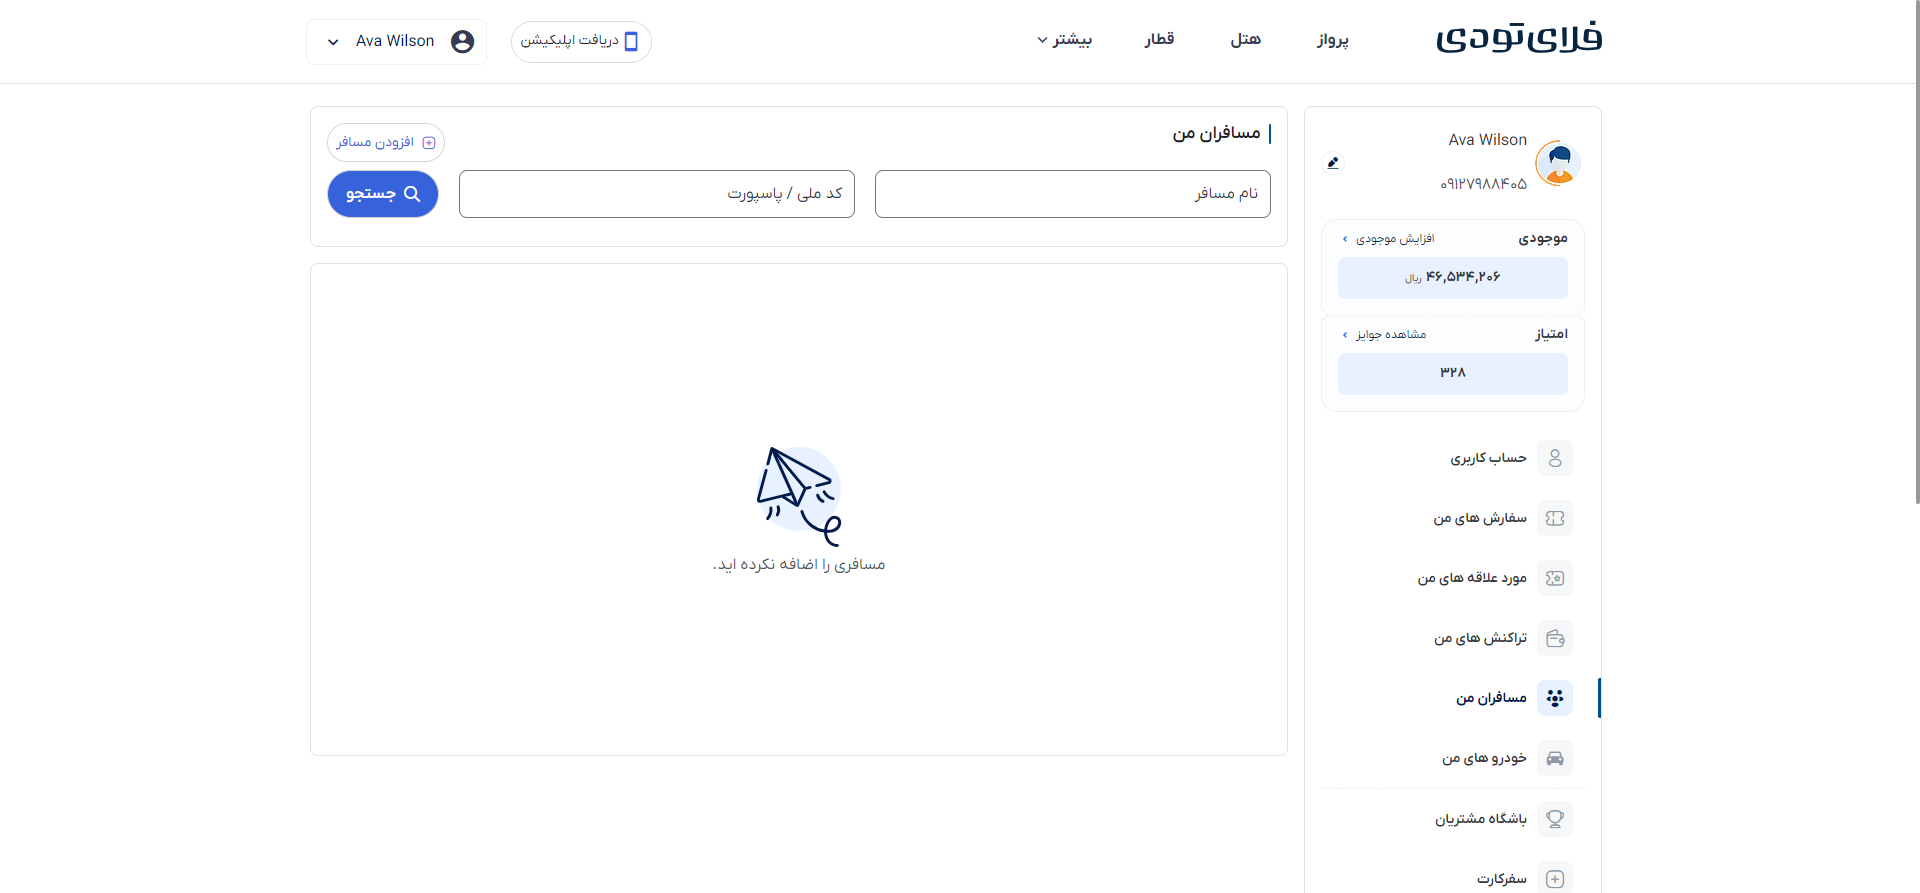 فلای تودی
پرواز
هتل
قطار
بیشتر
دریافت اپلیکیشن
Ava Wilson
Ava Wilson
۰۹۱۲۷۹۸۸۴۰۵
موجودی
افزایش موجودی
۴۶,۵۳۴,۲۰۶ ریال
امتیاز
مشاهده جوایز
۳۲۸
حساب کاربری
سفارش های من
مورد علاقه های من
تراکنش های من
مسافران من
خودرو های من
باشگاه مشتریان
سفرکارت
مسافران من
افزودن مسافر
نام مسافر
کد ملی / پاسپورت
جستجو
مسافری را اضافه نکرده اید.